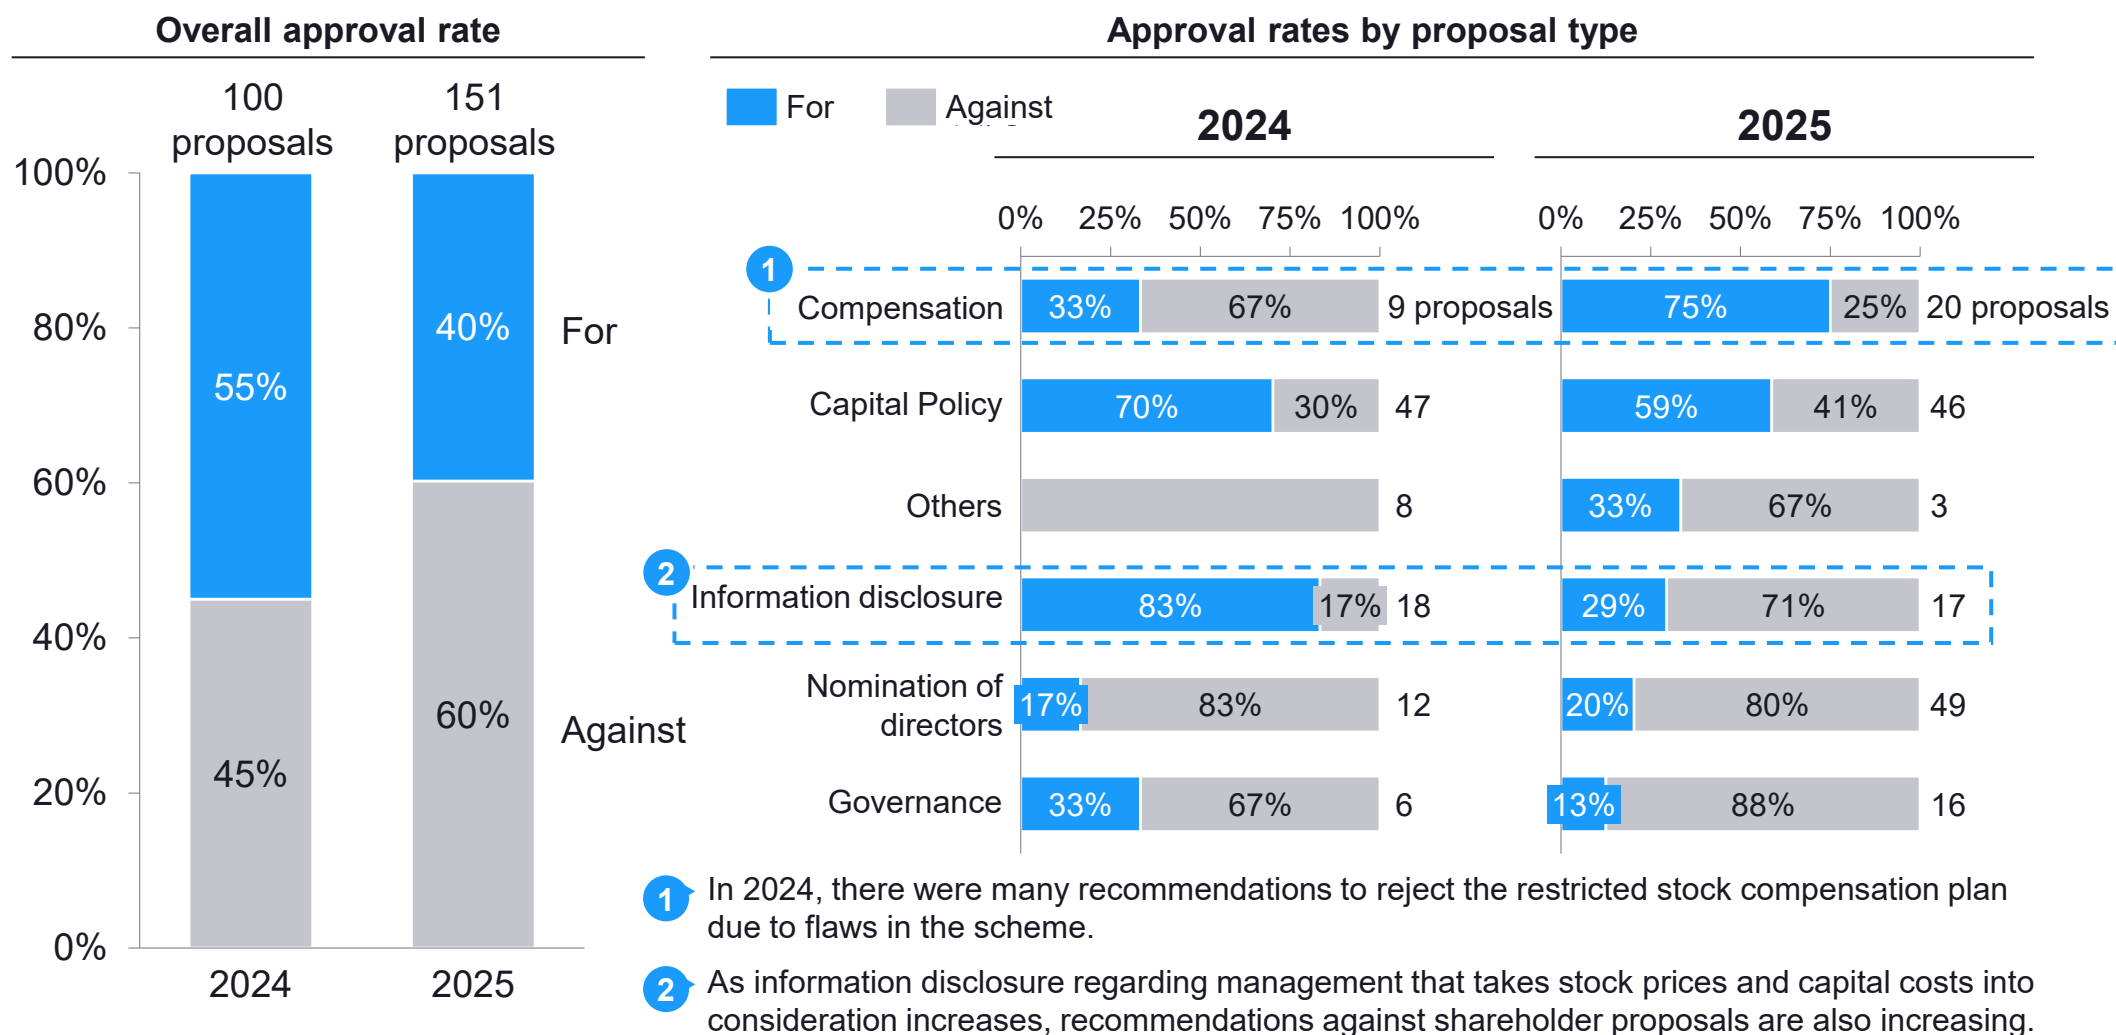 Overall approval rate
100
proposals
151
proposals
100%
80%
60%
40%
20%
0%
55%
45%
40%
60%
For
Against
2024
2025
Approval rates by proposal type
For
Against
2024
2025
0% 25% 50% 75% 100%
0% 25% 50% 75% 100%
1
Compensation 33% 67% 9 proposals 75% 25% 20 proposals
Capital Policy 70% 30% 47 59% 41% 46
Others 8 33% 67% 3
2
Information disclosure 83% 17% 18 29% 71% 17
Nomination of
directors 17% 83% 12 20% 80% 49
Governance 33% 67% 6 13% 88% 16
1 In 2024, there were many recommendations to reject the restricted stock compensation plan
due to flaws in the scheme.
2 As information disclosure regarding management that takes stock prices and capital costs into
consideration increases, recommendations against shareholder proposals are also increasing.